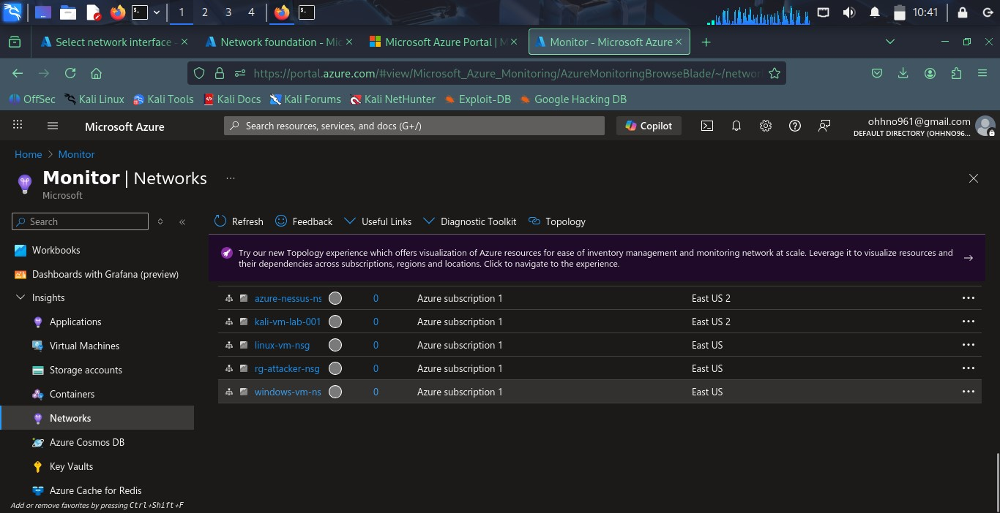 1 2 3 4 10:41
Select network interface - Network foundation - Mic Microsoft Azure Portal | M Monitor - Microsoft Azure
https://portal.azure.com/#view/Microsoft_Azure_Monitoring/AzureMonitoringBrowseBlade/~/networ
OffSec Kali Linux Kali Tools Kali Docs Kali Forums Kali NetHunter Exploit-DB Google Hacking DB
Microsoft Azure Search resources, services, and docs (G+/) Copilot ohhno961@gmail.com
DEFAULT DIRECTORY (OHHNO96...
Home > Monitor
Monitor | Networks ...
Microsoft
Search Refresh Feedback Useful Links Diagnostic Toolkit Topology
Workbooks
Dashboards with Grafana (preview)
Insights
Applications
Virtual Machines
Storage accounts
Containers
Networks
Azure Cosmos DB
Key Vaults
Azure Cache for Redis
Add or remove favorites by pressing Ctrl+Shift+F
Try our new Topology experience which offers visualization of Azure resources for ease of inventory management and monitoring network at scale. Leverage it to visualize resources and
their dependencies across subscriptions, regions and locations. Click to navigate to the experience.
azure-nessus-ns 0 Azure subscription 1 East US 2
kali-vm-lab-001 0 Azure subscription 1 East US 2
linux-vm-nsg 0 Azure subscription 1 East US
rg-attacker-nsg 0 Azure subscription 1 East US
windows-vm-ns 0 Azure subscription 1 East US